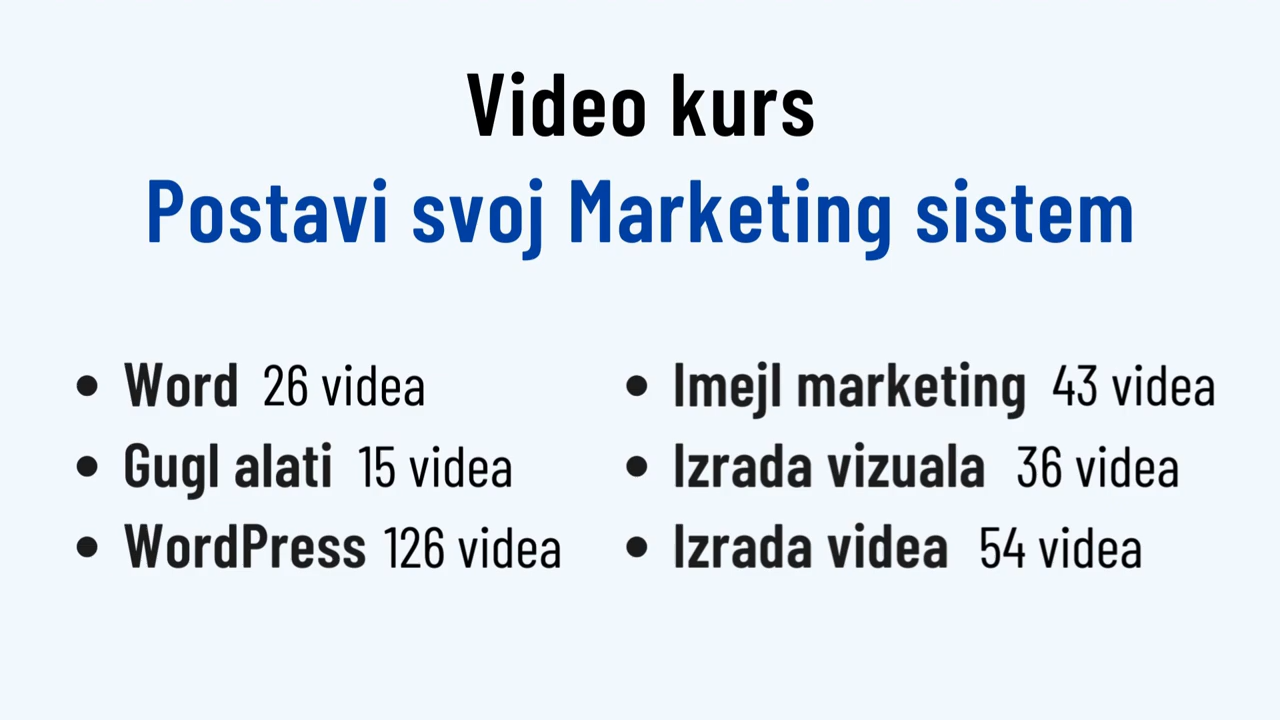 Video kurs
Postavi svoj Marketing sistem
• Word 26 videa
• Gugl alati 15 videa
• WordPress 126 videa
• Imejl marketing 43 videa
• Izrada vizuala 36 videa
• Izrada videa 54 videa